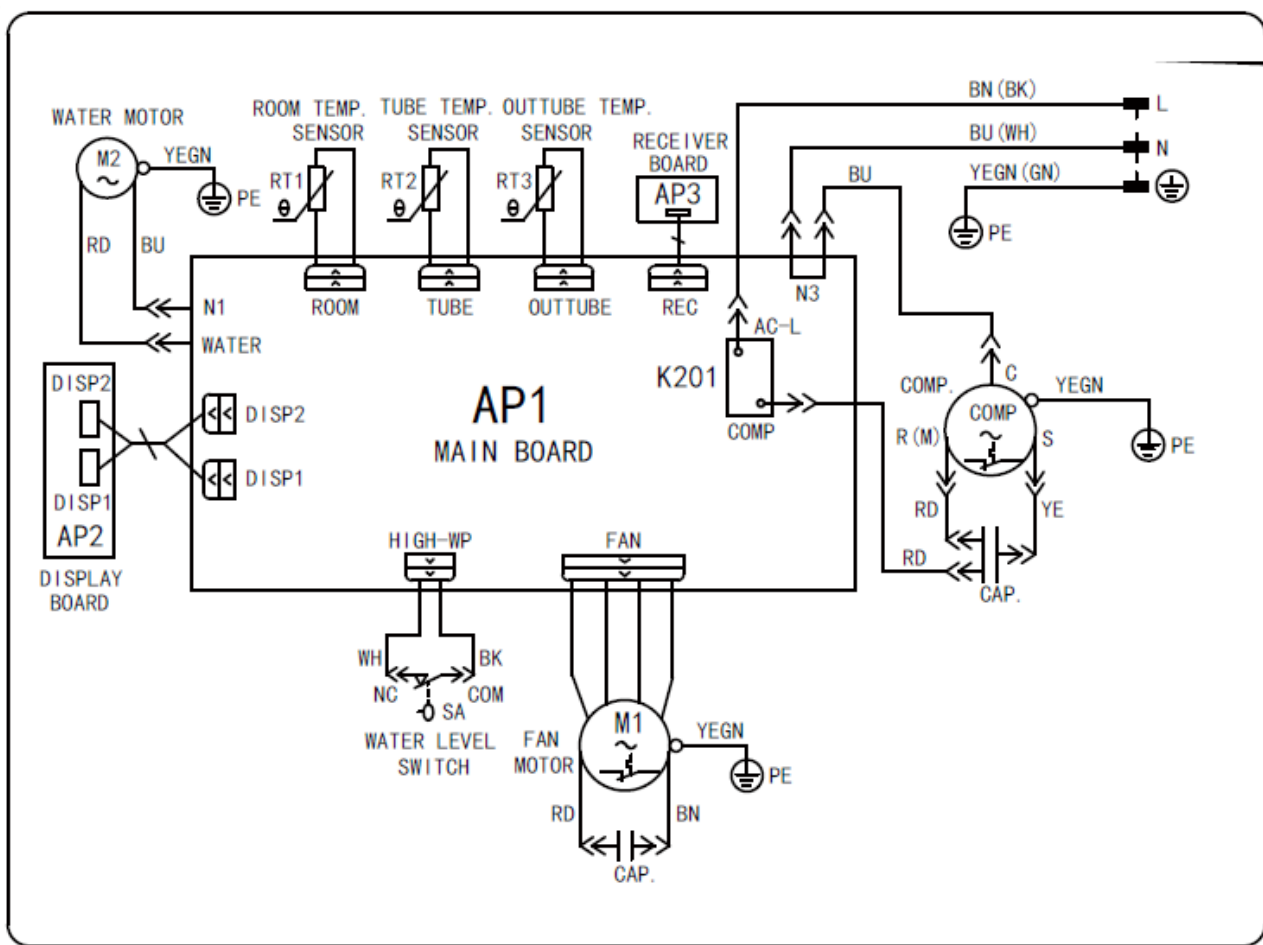 WATER MOTOR
M2
YEGN
PE
RD
BU
ROOM TEMP.
SENSOR
RT1
θ
TUBE TEMP.
SENSOR
RT2
θ
OUTTUBE TEMP.
SENSOR
RT3
θ
RECEIVER
BOARD
AP3
BN(BK)
L
BU(WH)
N
BU
YEGN(GN)
PE
N1
WATER
ROOM
TUBE
OUTTUBE
REC
N3
AC-L
K201
COMP
DISP2
DISP1
AP2
DISPLAY
BOARD
DISP2
DISP1
AP1
MAIN BOARD
COMP.
C
YEGN
COMP
R(M)
S
PE
RD
YE
RD
CAP.
HIGH-WP
FAN
WH
BK
NC
COM
SA
WATER LEVEL
SWITCH
FAN
MOTOR
M1
YEGN
PE
RD
BN
CAP.